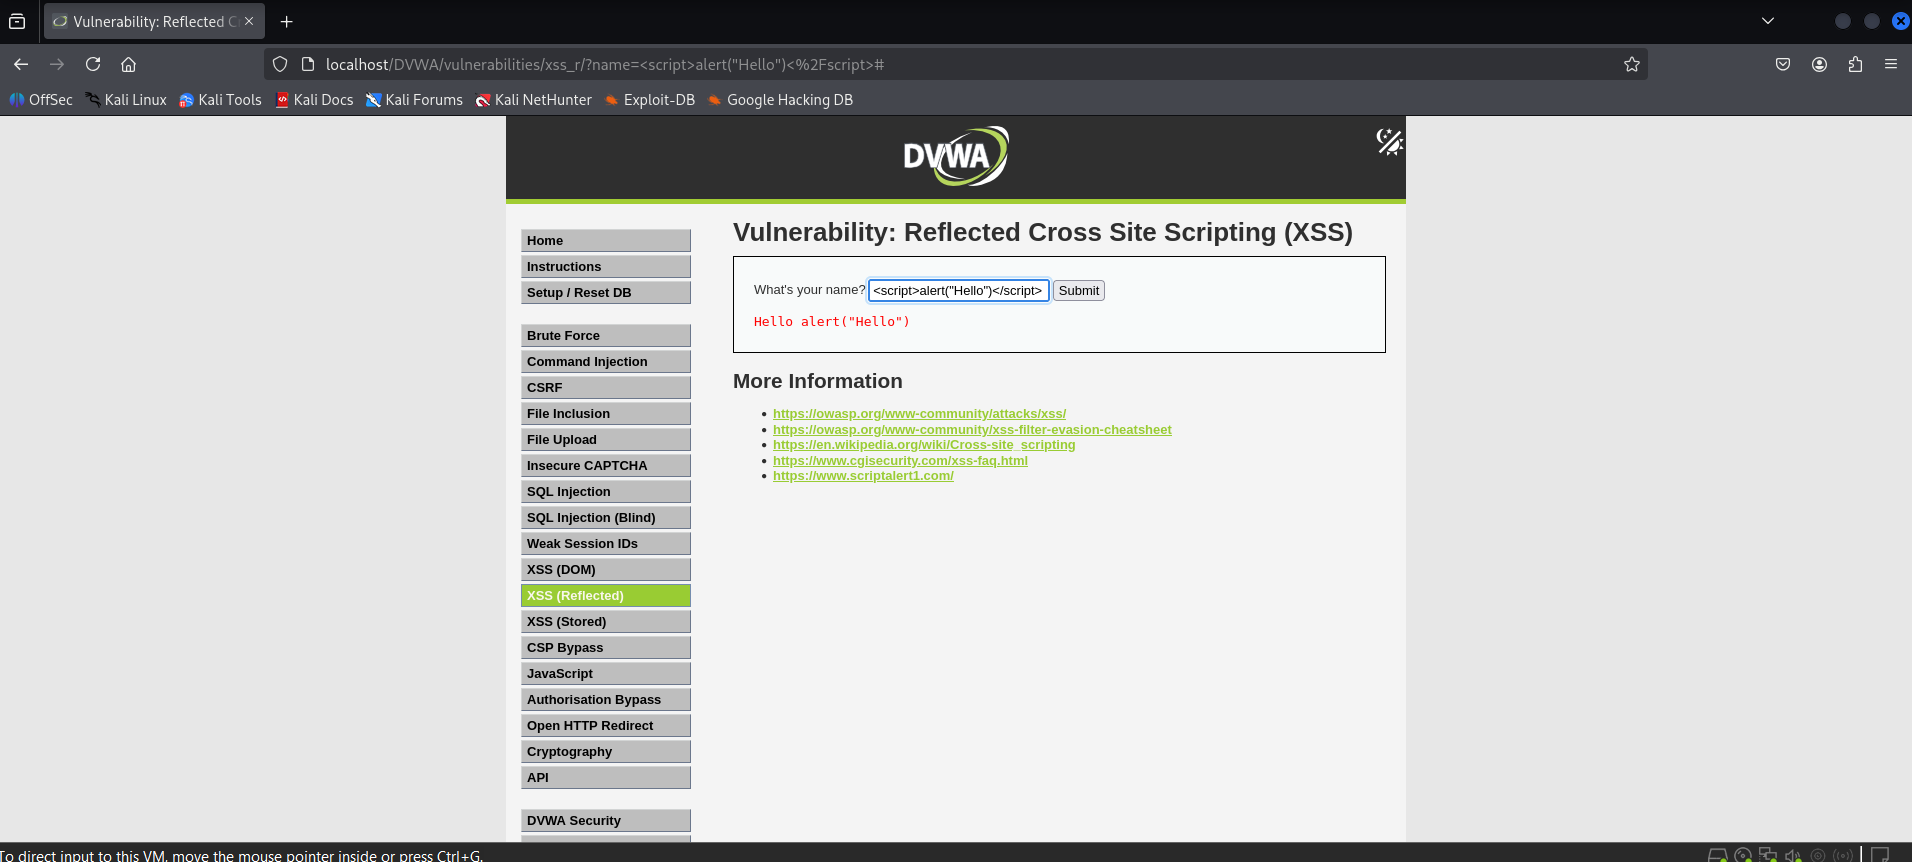 Vulnerability: Reflected C
localhost/DVWA/vulnerabilities/xss_r/?name=<script>alert("Hello")<%2Fscript>#
OffSec Kali Linux Kali Tools Kali Docs Kali Forums Kali NetHunter Exploit-DB Google Hacking DB
DVWA
Home
Instructions
Setup / Reset DB
Brute Force
Command Injection
CSRF
File Inclusion
File Upload
Insecure CAPTCHA
SQL Injection
SQL Injection (Blind)
Weak Session IDs
XSS (DOM)
XSS (Reflected)
XSS (Stored)
CSP Bypass
JavaScript
Authorisation Bypass
Open HTTP Redirect
Cryptography
API
DVWA Security
Vulnerability: Reflected Cross Site Scripting (XSS)
What's your name? <script>alert("Hello")</script> Submit
Hello alert("Hello")
More Information
• https://owasp.org/www-community/attacks/xss/
• https://owasp.org/www-community/xss-filter-evasion-cheatsheet
• https://en.wikipedia.org/wiki/Cross-site_scripting
• https://www.cgisecurity.com/xss-faq.html
• https://www.scriptalert1.com/
To direct input to this VM, move the mouse pointer inside or press Ctrl+G.